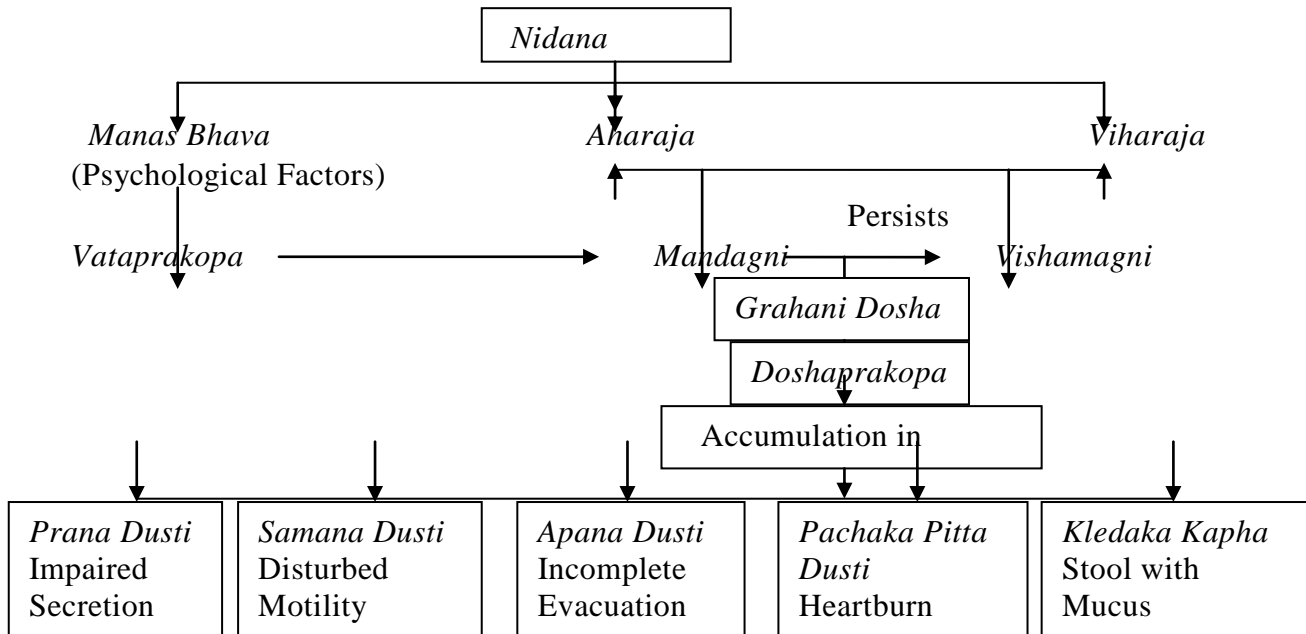 Nidana
Manas Bhava
(Psychological Factors)
Aharaja
Viharaja
Persists
Vataprakopa
Mandagni
Vishamagni
Grahani Dosha
Doshaprakopa
Accumulation in
Prana Dusti
Impaired
Secretion
Samana Dusti
Disturbed
Motility
Apana Dusti
Incomplete
Evacuation
Pachaka Pitta
Dusti
Heartburn
Kledaka Kapha
Stool with
Mucus